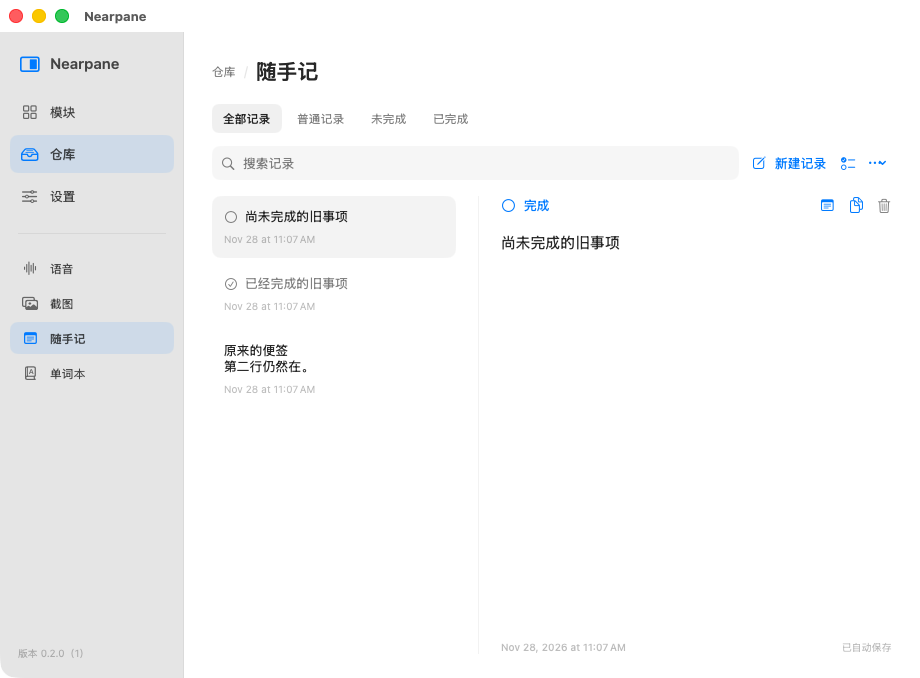 Nearpane
Nearpane
模块
仓库
设置
语音
截图
随手记
单词本
版本 0.2.0 (1)
仓库 / 随手记
全部记录 普通记录 未完成 已完成
搜索记录
新建记录
尚未完成的旧事项
Nov 28 at 11:07 AM
已经完成的旧事项
Nov 28 at 11:07 AM
原来的便签
第二行仍然在。
Nov 28 at 11:07 AM
完成
尚未完成的旧事项
Nov 28, 2026 at 11:07 AM
已自动保存